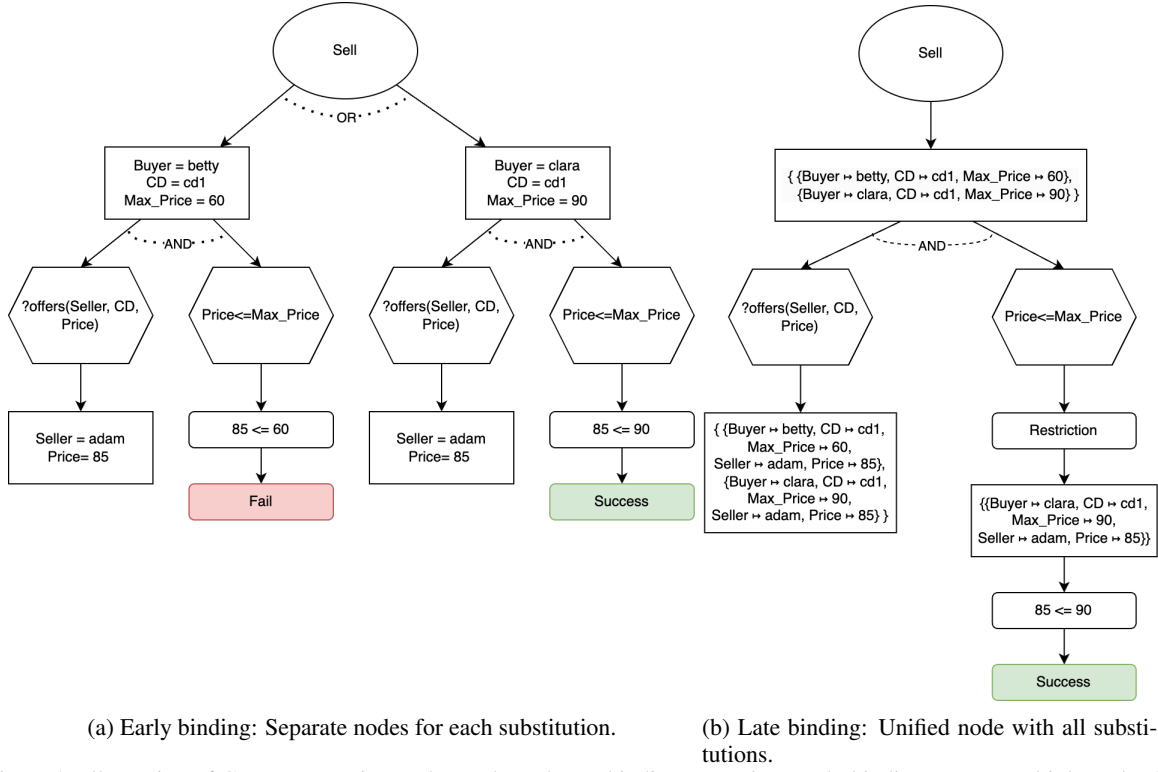 Sell
OR
Buyer = betty
CD = cd1
Max_Price = 60
Buyer = clara
CD = cd1
Max_Price = 90
AND
AND
?offers(Seller, CD,
Price)
Price<=Max_Price
?offers(Seller, CD,
Price)
Price<=Max_Price
Seller = adam
Price= 85
85 <= 60
Seller = adam
Price= 85
85 <= 90
Fail
Success
(a) Early binding: Separate nodes for each substitution.
Sell
{ {Buyer ↦ betty, CD ↦ cd1, Max_Price ↦ 60},
{Buyer ↦ clara, CD ↦ cd1, Max_Price ↦ 90} }
AND
?offers(Seller, CD,
Price)
Price<=Max_Price
{ {Buyer ↦ betty, CD ↦ cd1,
Max_Price ↦ 60,
Seller ↦ adam, Price ↦ 85},
{Buyer ↦ clara, CD ↦ cd1,
Max_Price ↦ 90,
Seller ↦ adam, Price ↦ 85} }
Restriction
{{Buyer ↦ clara, CD ↦ cd1,
Max_Price ↦ 90,
Seller ↦ adam, Price ↦ 85}}
85 <= 90
Success
(b) Late binding: Unified node with all substi-
tutions.